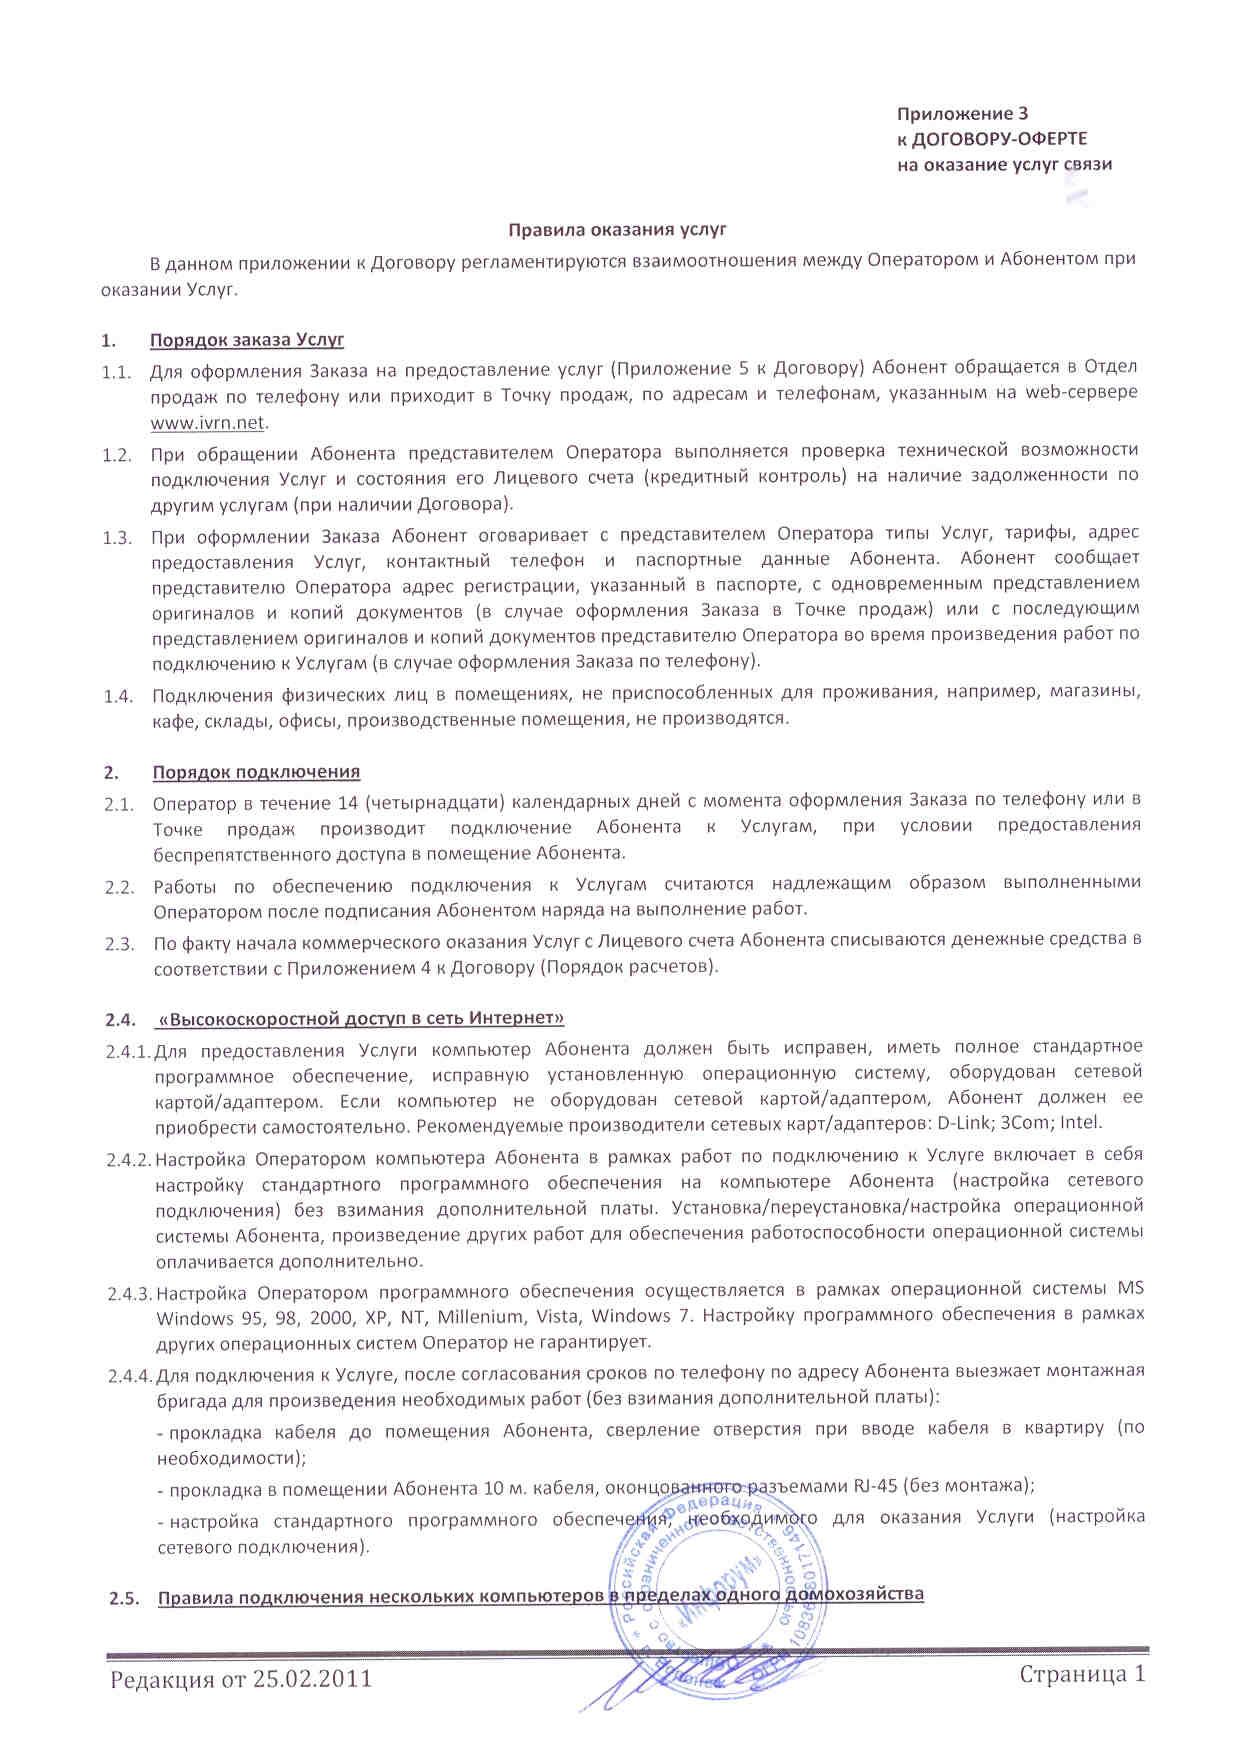 Приложение 3
к ДОГОВОРУ-ОФЕРТЕ
на оказание услуг связи
Правила оказания услуг
В данном приложении к Договору регламентируются взаимоотношения между Оператором и Абонентом при
оказании Услуг.
1. Порядок заказа Услуг
1.1. Для оформления Заказа на предоставление услуг (Приложение 5 к Договору) Абонент обращается в Отдел
продаж по телефону или приходит в Точку продаж, по адресам и телефонам, указанным на web-сервере
www.ivrn.net.
1.2. При обращении Абонента представителем Оператора выполняется проверка технической возможности
подключения Услуг и состояния его Лицевого счета (кредитный контроль) на наличие задолженности по
другим услугам (при наличии Договора).
1.3. При оформлении Заказа Абонент оговаривает с представителем Оператора типы Услуг, тарифы, адрес
предоставления Услуг, контактный телефон и паспортные данные Абонента. Абонент сообщает
представителю Оператора адрес регистрации, указанный в паспорте, с одновременным представлением
оригиналов и копий документов (в случае оформления Заказа в Точке продаж) или с последующим
представлением оригиналов и копий документов представителю Оператора во время произведения работ по
подключению к Услугам (в случае оформления Заказа по телефону).
1.4. Подключения физических лиц в помещениях, не приспособленных для проживания, например, магазины,
кафе, склады, офисы, производственные помещения, не производятся.
2. Порядок подключения
2.1. Оператор в течение 14 (четырнадцати) календарных дней с момента оформления Заказа по телефону или в
Точке продаж производит подключение Абонента к Услугам, при условии предоставления
беспрепятственного доступа в помещение Абонента.
2.2. Работы по обеспечению подключения к Услугам считаются надлежащим образом выполненными
Оператором после подписания Абонентом наряда на выполнение работ.
2.3. По факту начала коммерческого оказания Услуг с Лицевого счета Абонента списываются денежные средства в
соответствии с Приложением 4 к Договору (Порядок расчетов).
2.4. «Высокоскоростной доступ в сеть Интернет»
2.4.1. Для предоставления Услуги компьютер Абонента должен быть исправен, иметь полное стандартное
программное обеспечение, исправную установленную операционную систему, оборудован сетевой
картой/адаптером. Если компьютер не оборудован сетевой картой/адаптером, Абонент должен ее
приобрести самостоятельно. Рекомендуемые производители сетевых карт/адаптеров: D-Link; 3Com; Intel.
2.4.2. Настройка Оператором компьютера Абонента в рамках работ по подключению к Услуге включает в себя
настройку стандартного программного обеспечения на компьютере Абонента (настройка сетевого
подключения) без взимания дополнительной платы. Установка/переустановка/настройка операционной
системы Абонента, произведение других работ для обеспечения работоспособности операционной системы
оплачивается дополнительно.
2.4.3. Настройка Оператором программного обеспечения осуществляется в рамках операционной системы MS
Windows 95, 98, 2000, XP, NT, Millenium, Vista, Windows 7. Настройку программного обеспечения в рамках
других операционных систем Оператор не гарантирует.
2.4.4. Для подключения к Услуге, после согласования сроков по телефону по адресу Абонента выезжает монтажная
бригада для произведения необходимых работ (без взимания дополнительной платы):
- прокладка кабеля до помещения Абонента, сверление отверстия при вводе кабеля в квартиру (по
необходимости);
- прокладка в помещении Абонента 10 м. кабеля, оконцованного разъемами RJ-45 (без монтажа);
- настройка стандартного программного обеспечения, необходимого для оказания Услуги (настройка
сетевого подключения).
2.5. Правила подключения нескольких компьютеров в пределах одного домохозяйства
Российская Федерация
ограниченной ответственностью
«Информ»
г. Воронеж
Редакция от 25.02.2011
Страница 1